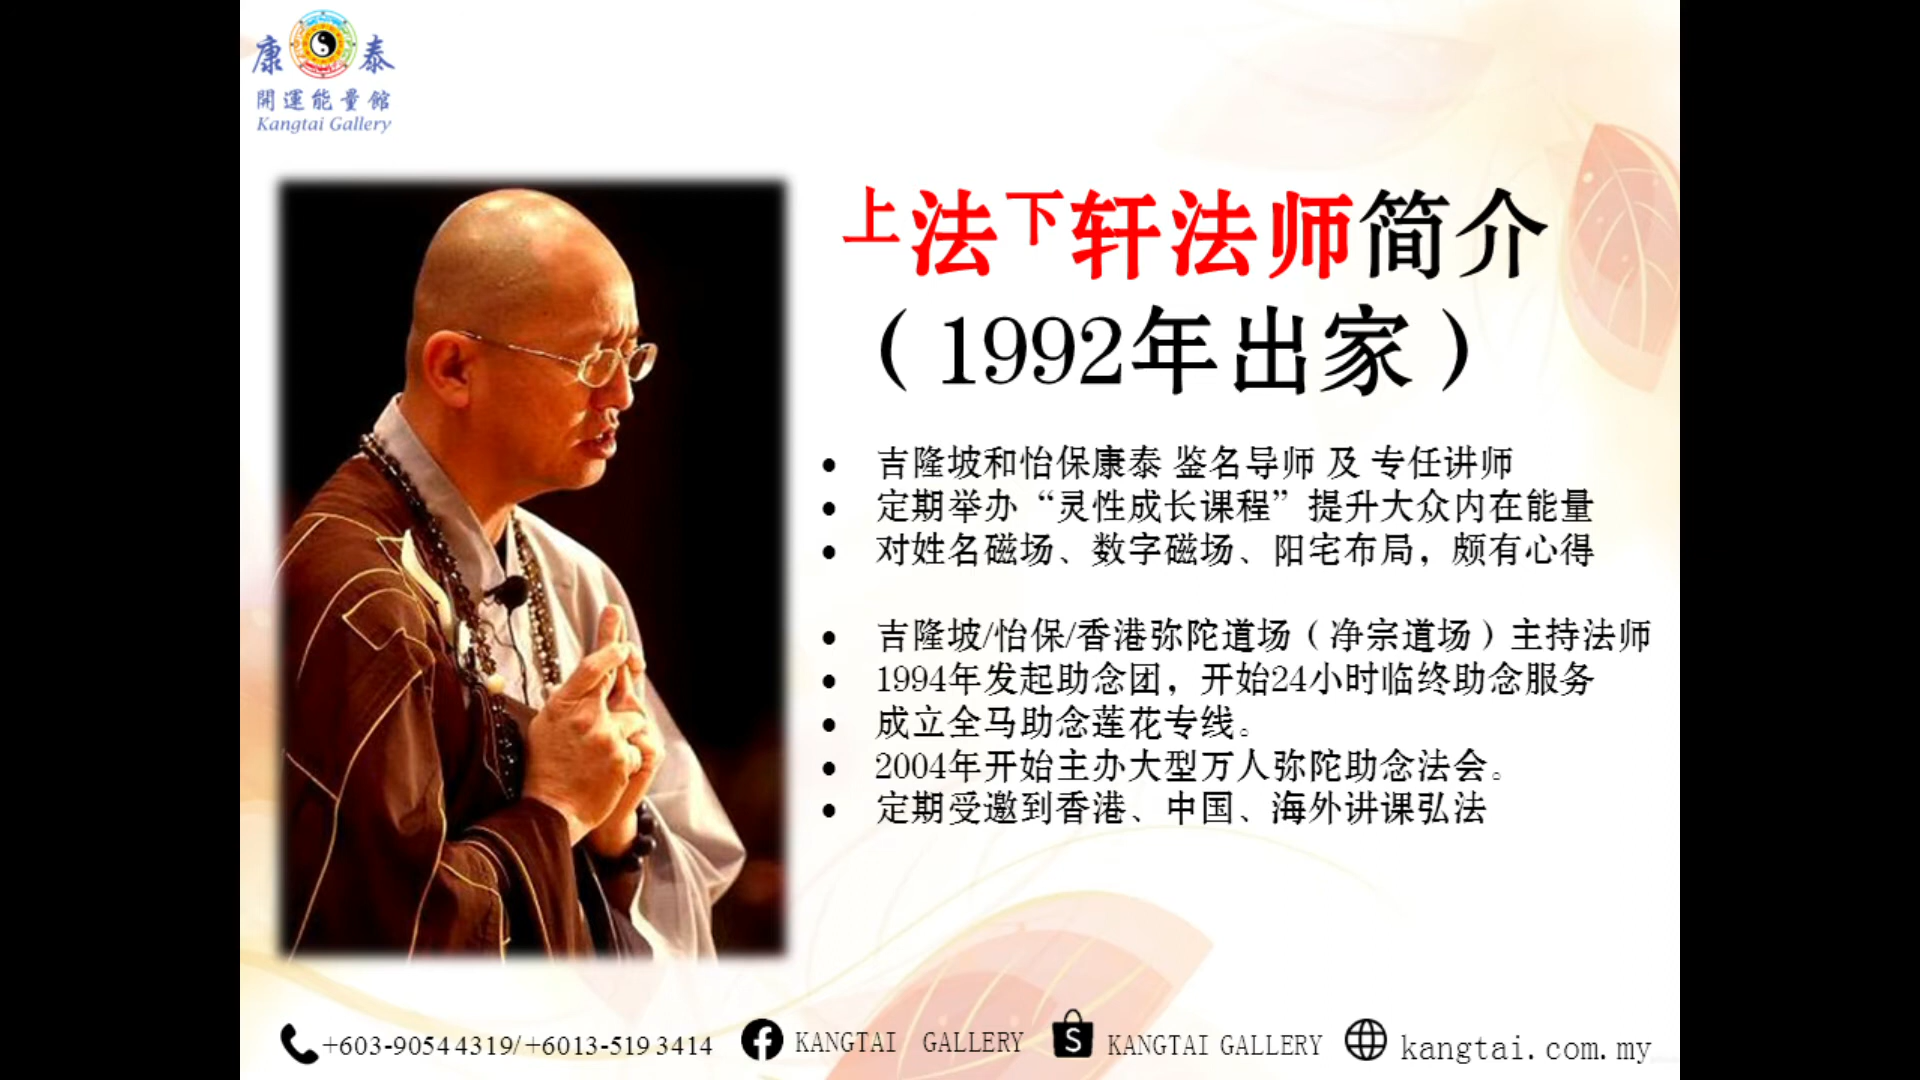 康 泰
開運能量館
Kangtai Gallery
上法下轩法师简介
（1992年出家）
• 吉隆坡和怡保康泰 鉴名导师 及 专任讲师
• 定期举办“灵性成长课程”提升大众内在能量
• 对姓名磁场、数字磁场、阳宅布局，颇有心得
• 吉隆坡/怡保/香港弥陀道场（净宗道场）主持法师
• 1994年发起助念团，开始24小时临终助念服务
• 成立全马助念莲花专线。
• 2004年开始主办大型万人弥陀助念法会。
• 定期受邀到香港、中国、海外讲课弘法
+603-90544319/+6013-519 3414 KANGTAI GALLERY S KANGTAI GALLERY kangtai.com.my